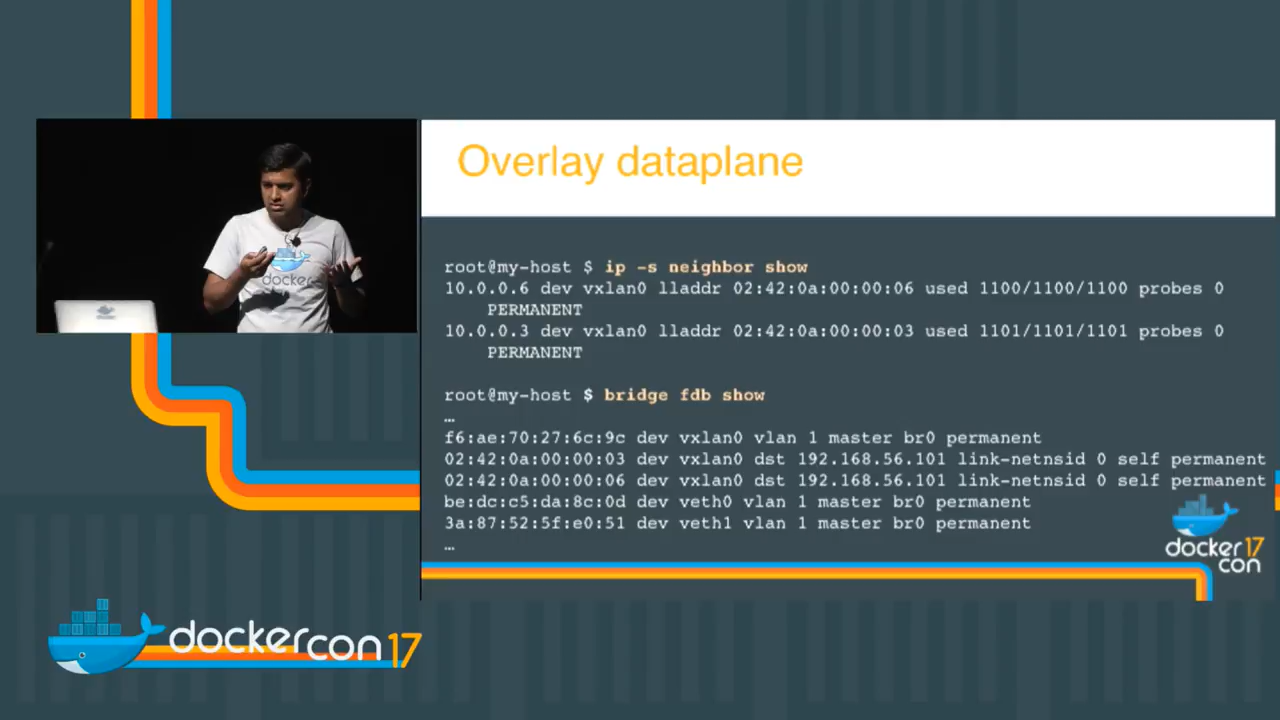 Overlay dataplane
root@my-host $ ip -s neighbor show
10.0.0.6 dev vxlan0 lladdr 02:42:0a:00:00:06 used 1100/1100/1100 probes 0
PERMANENT
10.0.0.3 dev vxlan0 lladdr 02:42:0a:00:00:03 used 1101/1101/1101 probes 0
PERMANENT
root@my-host $ bridge fdb show
…
f6:ae:70:27:6c:9c dev vxlan0 vlan 1 master br0 permanent
02:42:0a:00:00:03 dev vxlan0 dst 192.168.56.101 link-netnsid 0 self permanent
02:42:0a:00:00:06 dev vxlan0 dst 192.168.56.101 link-netnsid 0 self permanent
be:dc:c5:da:8c:0d dev veth0 vlan 1 master br0 permanent
3a:87:52:5f:e0:51 dev veth1 vlan 1 master br0 permanent
…
docker 17
con
docker
dockercon 17